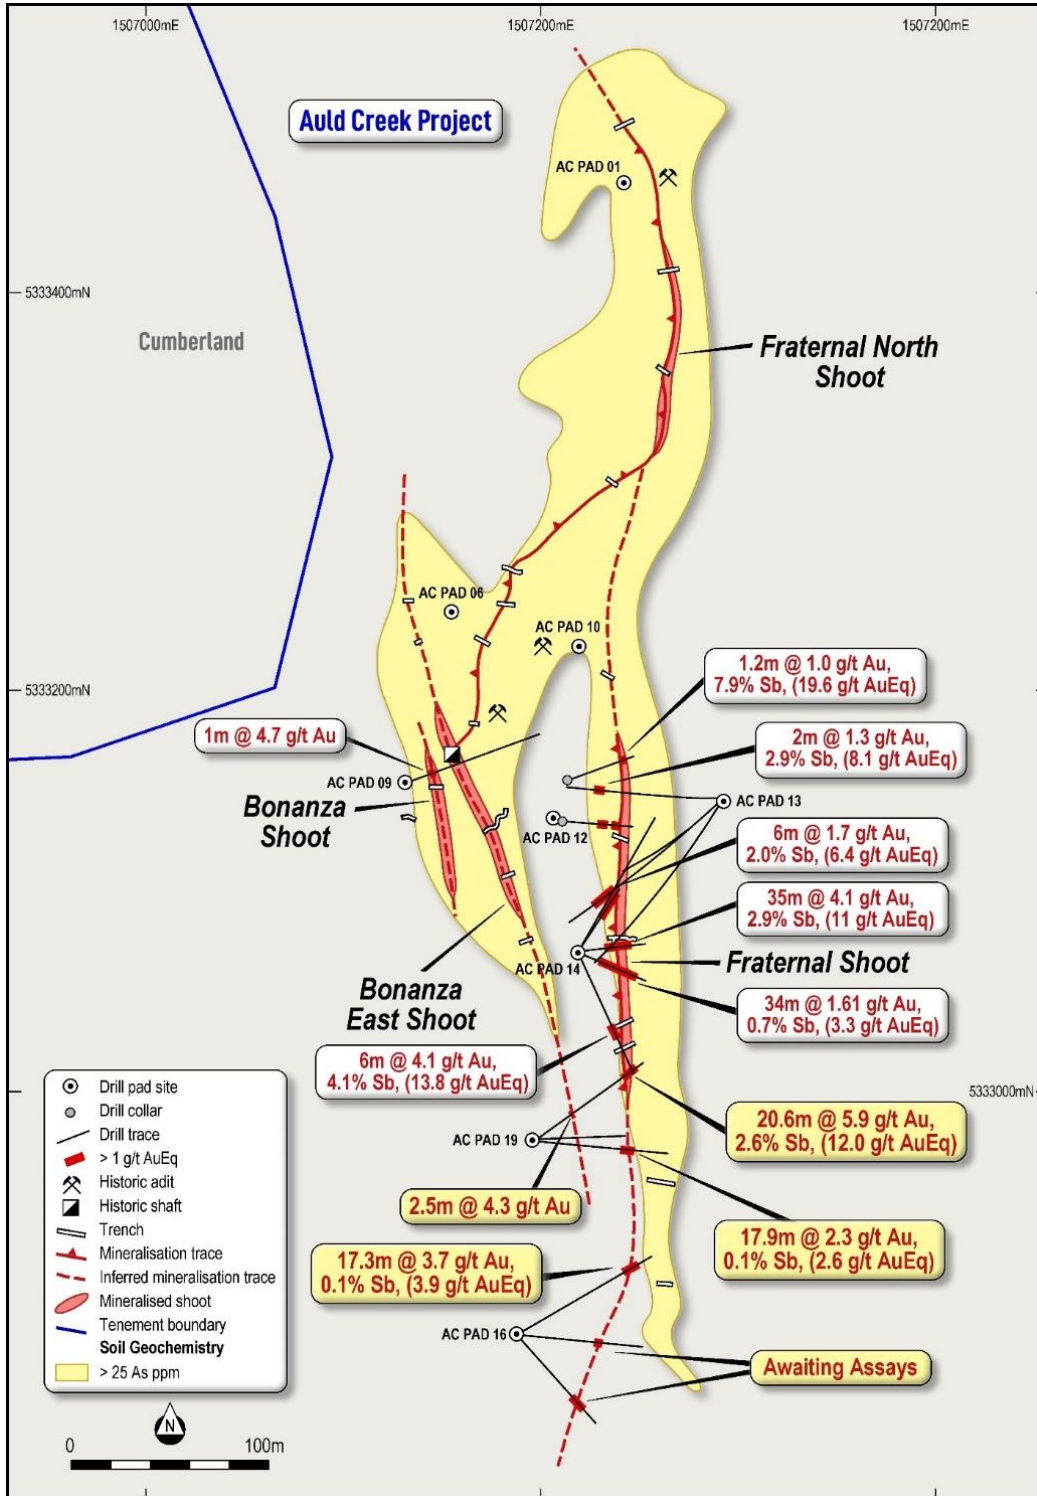 1507000mE
1507200mE
1507200mE
Auld Creek Project
AC PAD 01
5333400mN
Cumberland
Fraternal North
Shoot
AC PAD 06
AC PAD 10
1.2m @ 1.0 g/t Au,
7.9% Sb, (19.6 g/t AuEq)
5333200mN
1m @ 4.7 g/t Au
2m @ 1.3 g/t Au,
2.9% Sb, (8.1 g/t AuEq)
AC PAD 09
AC PAD 13
Bonanza
Shoot
AC PAD 12
6m @ 1.7 g/t Au,
2.0% Sb, (6.4 g/t AuEq)
35m @ 4.1 g/t Au,
2.9% Sb, (11 g/t AuEq)
AC PAD 14
Fraternal Shoot
Bonanza
East Shoot
34m @ 1.61 g/t Au,
0.7% Sb, (3.3 g/t AuEq)
6m @ 4.1 g/t Au,
4.1% Sb, (13.8 g/t AuEq)
5333000mN
20.6m @ 5.9 g/t Au,
2.6% Sb, (12.0 g/t AuEq)
AC PAD 19
2.5m @ 4.3 g/t Au
17.9m @ 2.3 g/t Au,
0.1% Sb, (2.6 g/t AuEq)
17.3m @ 3.7 g/t Au,
0.1% Sb, (3.9 g/t AuEq)
AC PAD 16
Awaiting Assays
Drill pad site
Drill collar
Drill trace
> 1 g/t AuEq
Historic adit
Historic shaft
Trench
Mineralisation trace
Inferred mineralisation trace
Mineralised shoot
Tenement boundary
Soil Geochemistry
> 25 As ppm
N
0
100m